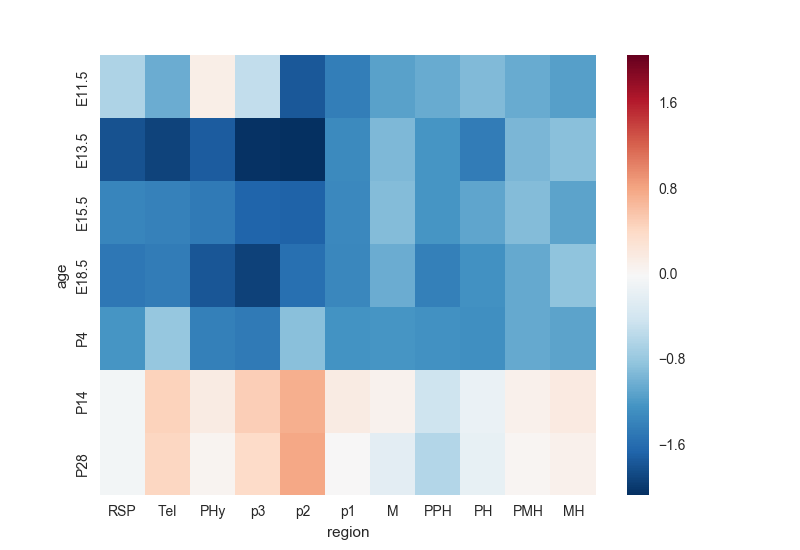 age
E11.5
E13.5
E15.5
E18.5
P4
P14
P28
RSP Tel PHy p3 p2 p1 M PPH PH PMH MH
region
1.6
0.8
0.0
−0.8
−1.6